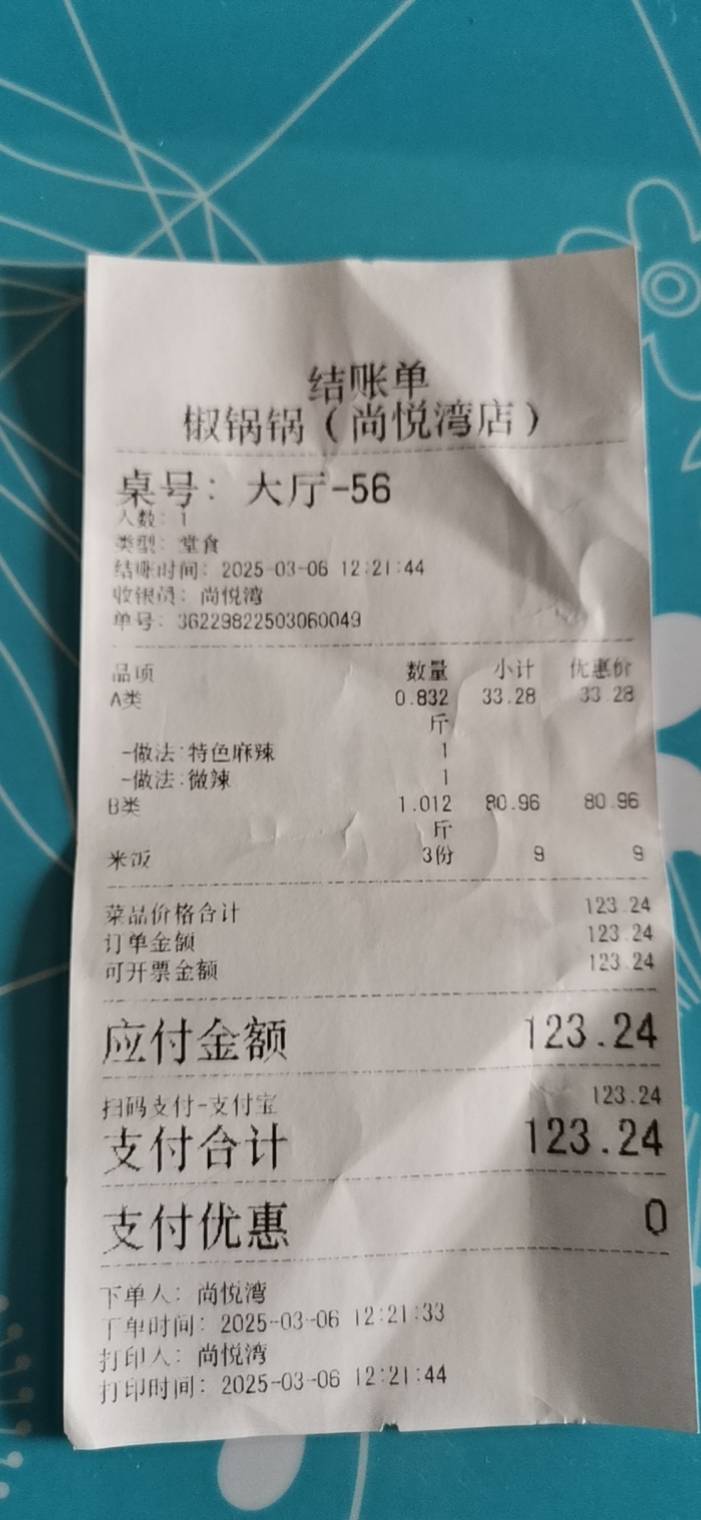 结账单
椒锅锅（尚悦湾店）
桌号：大厅-56
人数：1
类型：堂食
结账时间：2025-03-06 12:21:44
收银员：尚悦湾
单号：36229822503060049
品项 数量 小计 优惠价
A类 0.832 33.28 33.28
斤
-做法:特色麻辣 1
-做法:微辣 1
B类 1.012 80.96 80.96
斤
米饭 3份 9 9
菜品价格合计 123.24
订单金额 123.24
可开票金额 123.24
应付金额 123.24
扫码支付-支付宝 123.24
支付合计 123.24
支付优惠 0
下单人：尚悦湾
下单时间：2025-03-06 12:21:33
打印人：尚悦湾
打印时间：2025-03-06 12:21:44